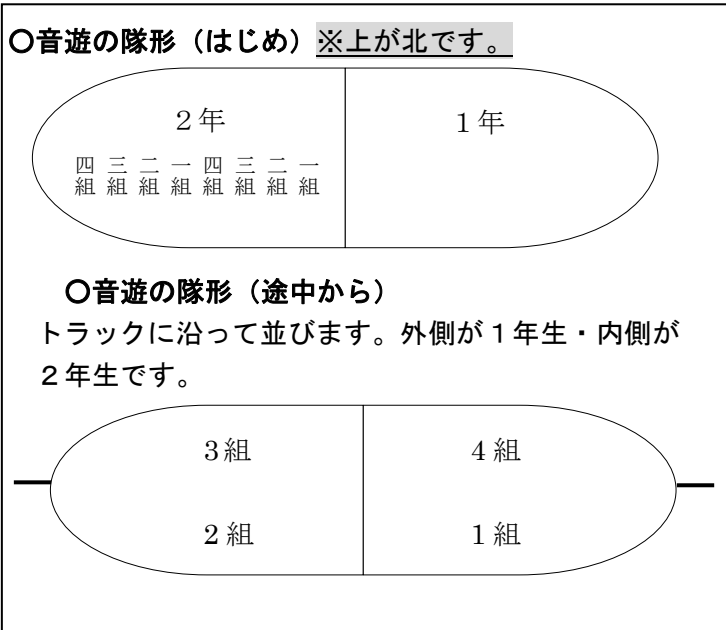 〇音遊の隊形（はじめ）※上が北です。
２年
１年
四組 三組 二組 一組 四組 三組 二組 一組
〇音遊の隊形（途中から）
トラックに沿って並びます。外側が１年生・内側が
２年生です。
３組
４組
２組
１組